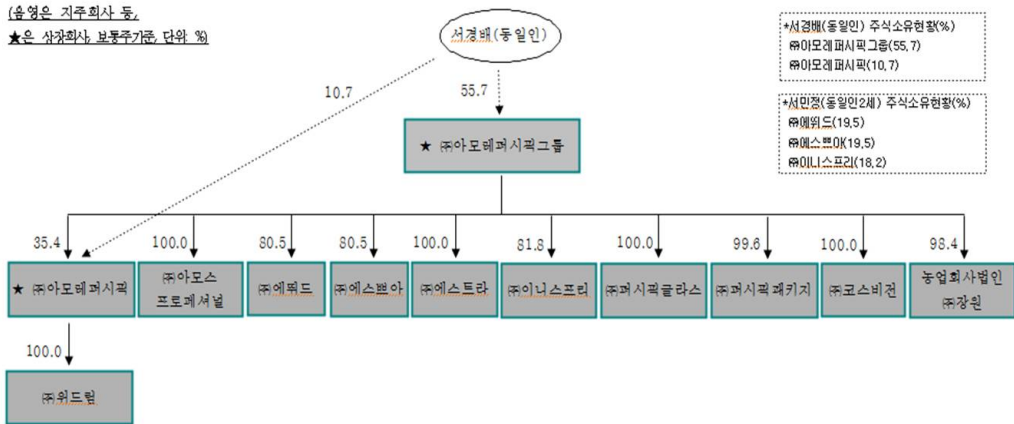 (음영은 지주회사 등,
★은 상장회사, 보통주기준, 단위 %)
서경배(동일인)
*서경배(동일인) 주식소유현황(%)
㈜아모레퍼시픽그룹(55.7)
㈜아모레퍼시픽(10.7)
*서민정(동일인2세) 주식소유현황(%)
㈜에뛰드(19.5)
㈜에스쁘아(19.5)
㈜이니스프리(18.2)
10.7
55.7
★ ㈜아모레퍼시픽그룹
35.4
100.0
80.5
80.5
100.0
81.8
100.0
99.6
100.0
98.4
★ ㈜아모레퍼시픽
㈜아모스
프로페셔널
㈜에뛰드
㈜에스쁘아
㈜에스트라
㈜이니스프리
㈜퍼시픽글라스
㈜퍼시픽패키지
㈜코스비전
농업회사법인
㈜장원
100.0
㈜위드림